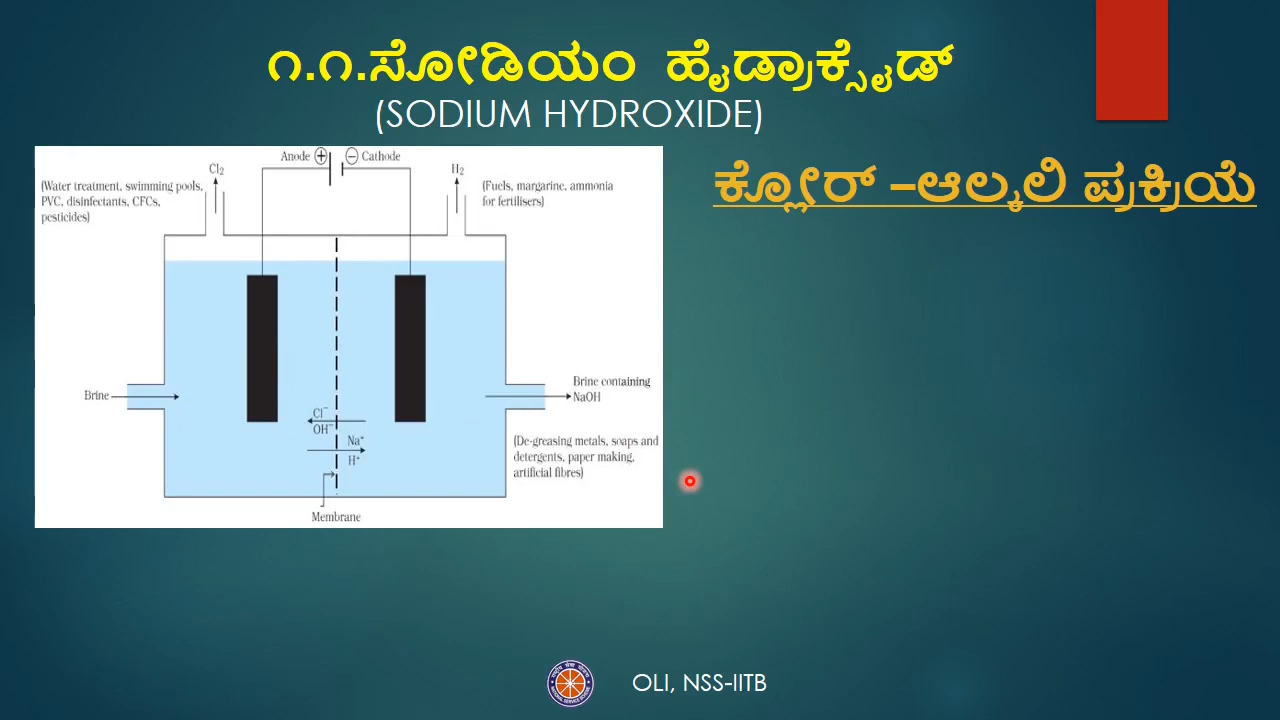 ೧.೧.ಸೋಡಿಯಂ ಹೈಡ್ರಾಕ್ಸೈಡ್
(SODIUM HYDROXIDE)
ಕ್ಲೋರ್ –ಆಲ್ಕಲಿ ಪ್ರಕ್ರಿಯೆ
Anode + − Cathode
Cl₂
H₂
(Water treatment, swimming pools,
PVC, disinfectants, CFCs,
pesticides)
(Fuels, margarine, ammonia
for fertilisers)
Brine
Brine containing
NaOH
Cl⁻
OH⁻
Na⁺
H⁺
(De-greasing metals, soaps and
detergents, paper making,
artificial fibres)
Membrane
OLI, NSS-IITB